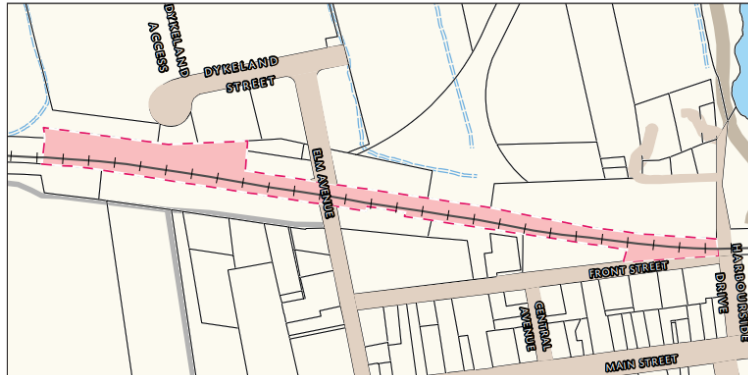 DYKELAND
ACCESS
DYKELAND
STREET
ELM AVENUE
FRONT STREET
HARBOURSIDE
DRIVE
CENTRAL
AVENUE
MAIN STREET